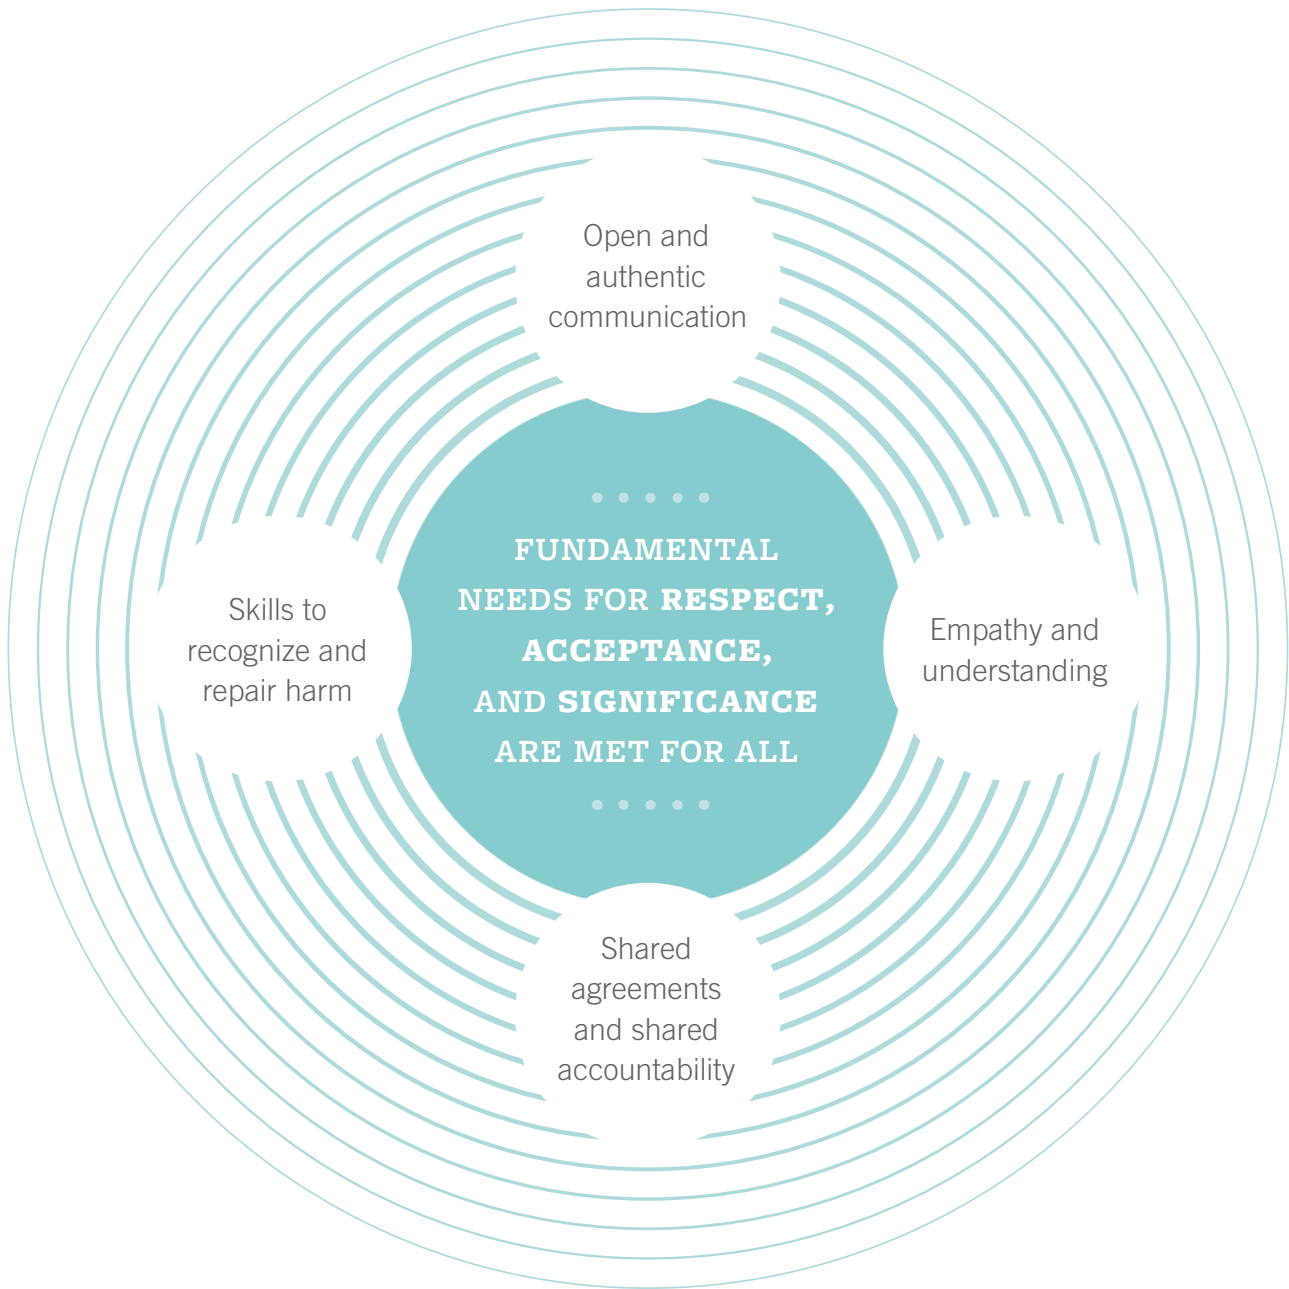 Open and
authentic
communication
FUNDAMENTAL
NEEDS FOR RESPECT,
ACCEPTANCE,
AND SIGNIFICANCE
ARE MET FOR ALL
Skills to
recognize and
repair harm
Empathy and
understanding
Shared
agreements
and shared
accountability